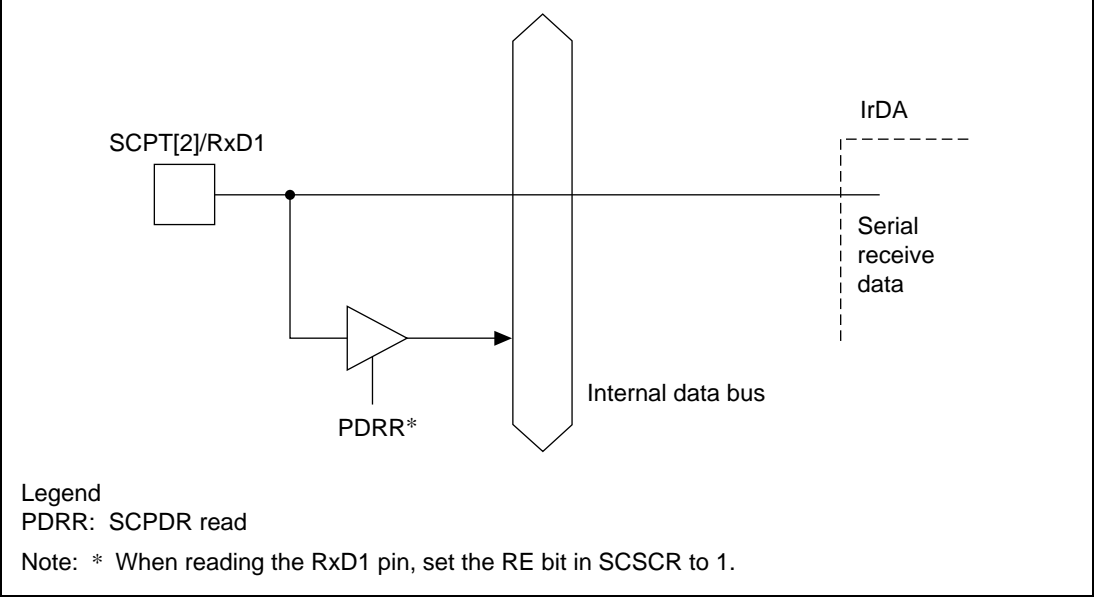 IrDA
SCPT[2]/RxD1
Serial
receive
data
Internal data bus
PDRR*
Legend
PDRR: SCPDR read
Note: * When reading the RxD1 pin, set the RE bit in SCSCR to 1.